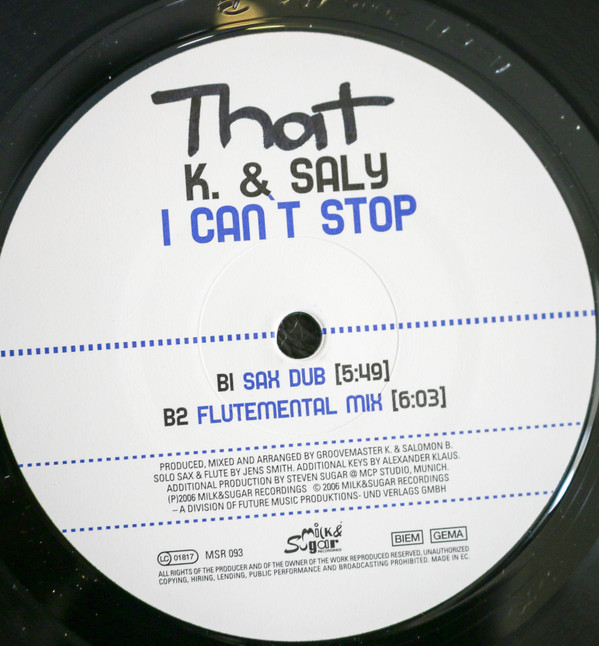 That
K. & SALY
I CAN`T STOP
B1 SAX DUB [5:49]
B2 FLUTEMENTAL MIX [6:03]
PRODUCED, MIXED AND ARRANGED BY GROOVEMASTER K. & SALOMON B.
SOLO SAX & FLUTE BY JENS SMITH. ADDITIONAL KEYS BY ALEXANDER KLAUS.
ADDITIONAL PRODUCTION BY STEVEN SUGAR @ MCP STUDIO, MUNICH.
(P)2006 MILK&SUGAR RECORDINGS © 2006 MILK&SUGAR RECORDINGS
– A DIVISION OF FUTURE MUSIC PRODUKTIONS- UND VERLAGS GMBH
LC 01817 MSR 093 Milk& Sugar RECORDINGS BIEM GEMA
ALL RIGHTS OF THE PRODUCER AND OF THE OWNER OF THE WORK REPRODUCED RESERVED. UNAUTHORIZED
COPYING, HIRING, LENDING, PUBLIC PERFORMANCE AND BROADCASTING PROHIBITED. MADE IN EC.